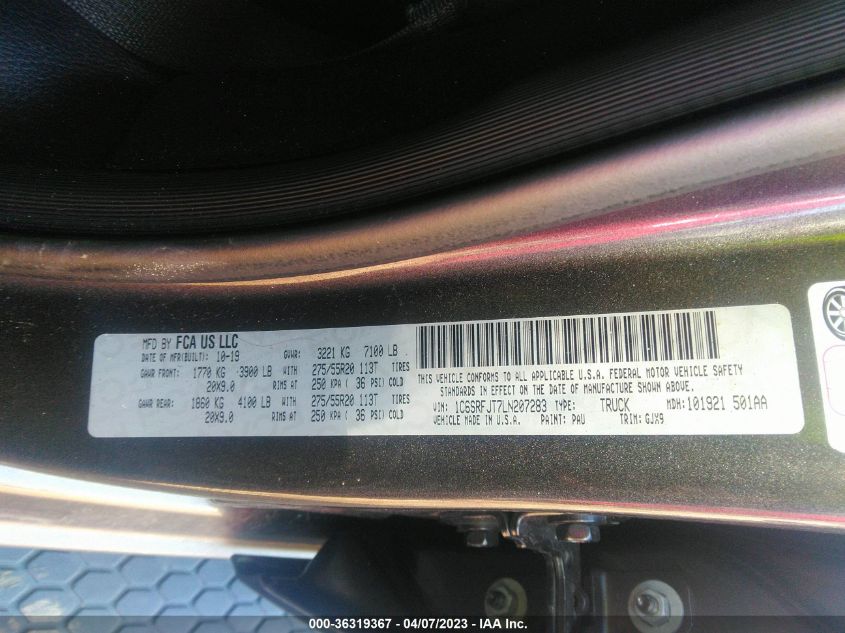 MFD BY FCA US LLC
DATE OF MFR(BUILT) 10-19 GVWR: 3221 KG 7100 LB
GAWR FRONT: 1770 KG 3900 LB WITH 275/55R20 113T TIRES
20X9.0 RIMS AT 250 KPA ( 36 PSI) COLD
GAWR REAR: 1860 KG 4100 LB WITH 275/55R20 113T TIRES
20X9.0 RIMS AT 250 KPA ( 36 PSI) COLD
THIS VEHICLE CONFORMS TO ALL APPLICABLE U.S.A. FEDERAL MOTOR VEHICLE SAFETY
STANDARDS IN EFFECT ON THE DATE OF MANUFACTURE SHOWN ABOVE.
VIN: 1C6SRFJT7LN207283 TYPE: TRUCK MDH: 101921 501AA
VEHICLE MADE IN U.S.A. PAINT: PAU TRIM: GJX9
000-36319367 - 04/07/2023 - IAA Inc.